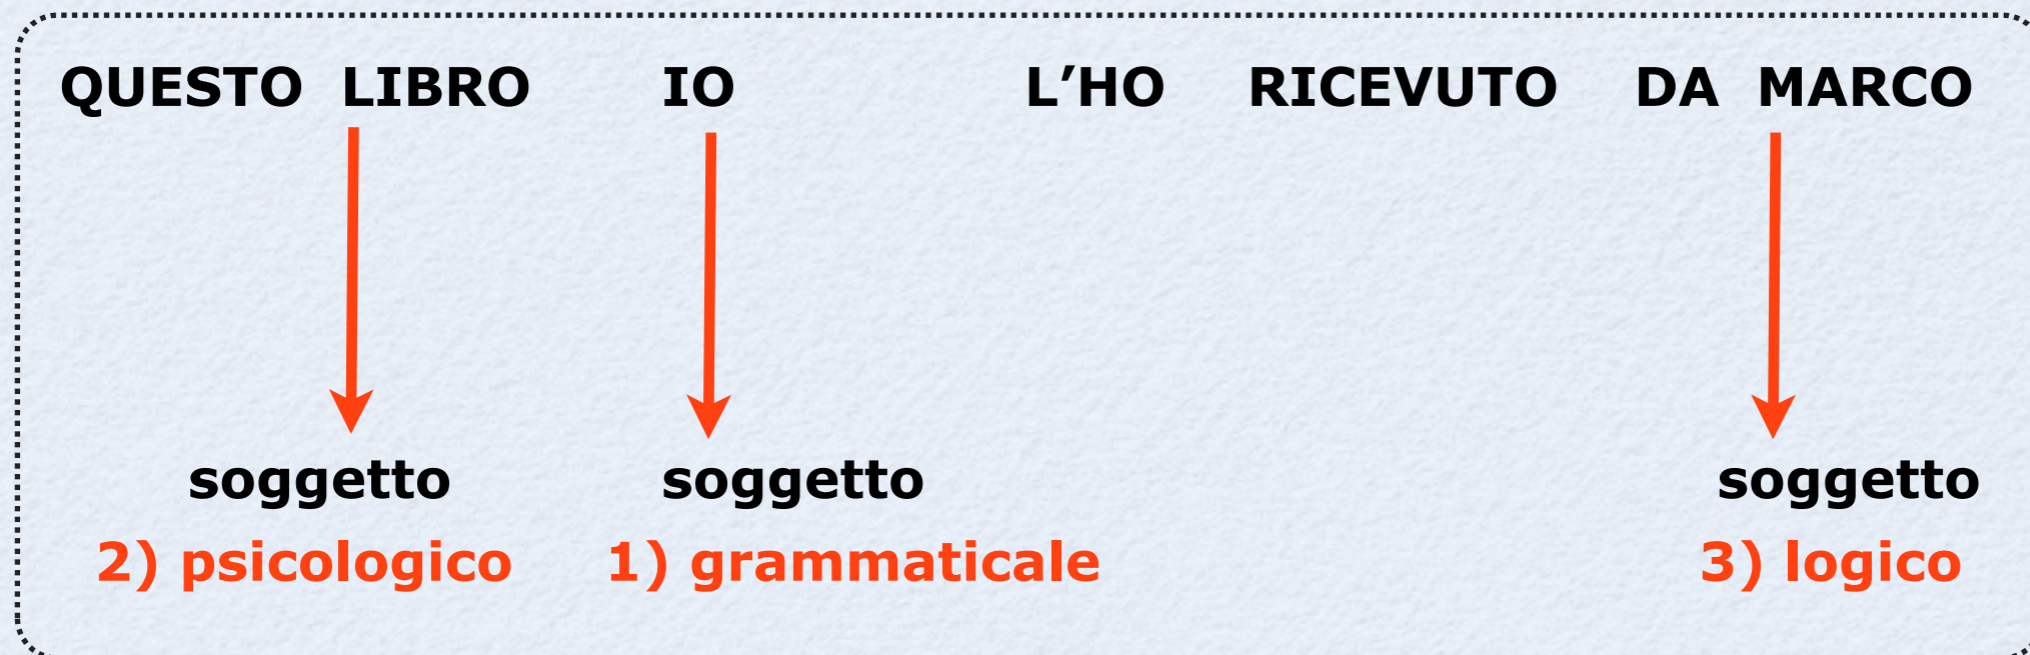 QUESTO LIBRO IO L’HO RICEVUTO DA MARCO
soggetto soggetto soggetto
2) psicologico 1) grammaticale 3) logico